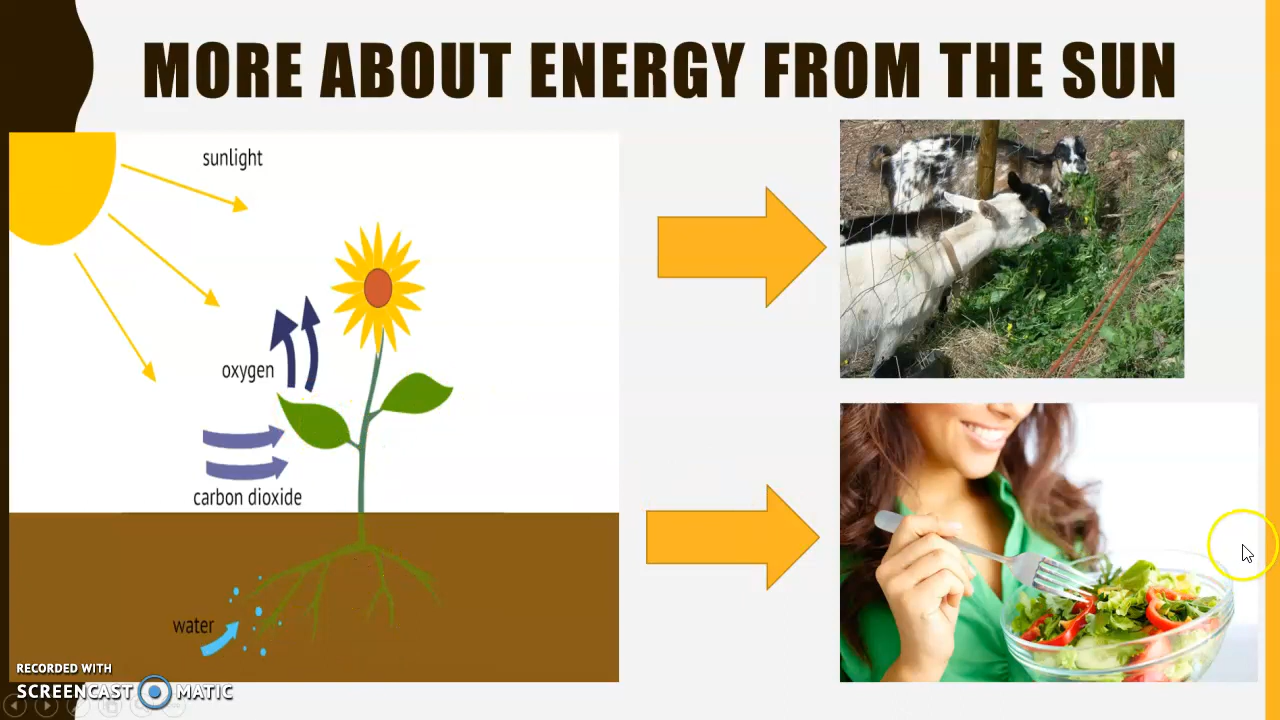 MORE ABOUT ENERGY FROM THE SUN
sunlight
oxygen
carbon dioxide
water
RECORDED WITH
SCREENCAST MATIC